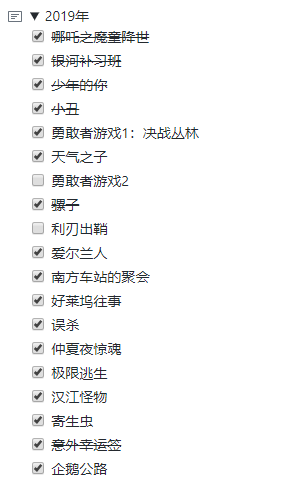 2019年
哪吒之魔童降世
银河补习班
少年的你
小丑
勇敢者游戏1：决战丛林
天气之子
勇敢者游戏2
骡子
利刃出鞘
爱尔兰人
南方车站的聚会
好莱坞往事
误杀
仲夏夜惊魂
极限逃生
汉江怪物
寄生虫
意外幸运签
企鹅公路